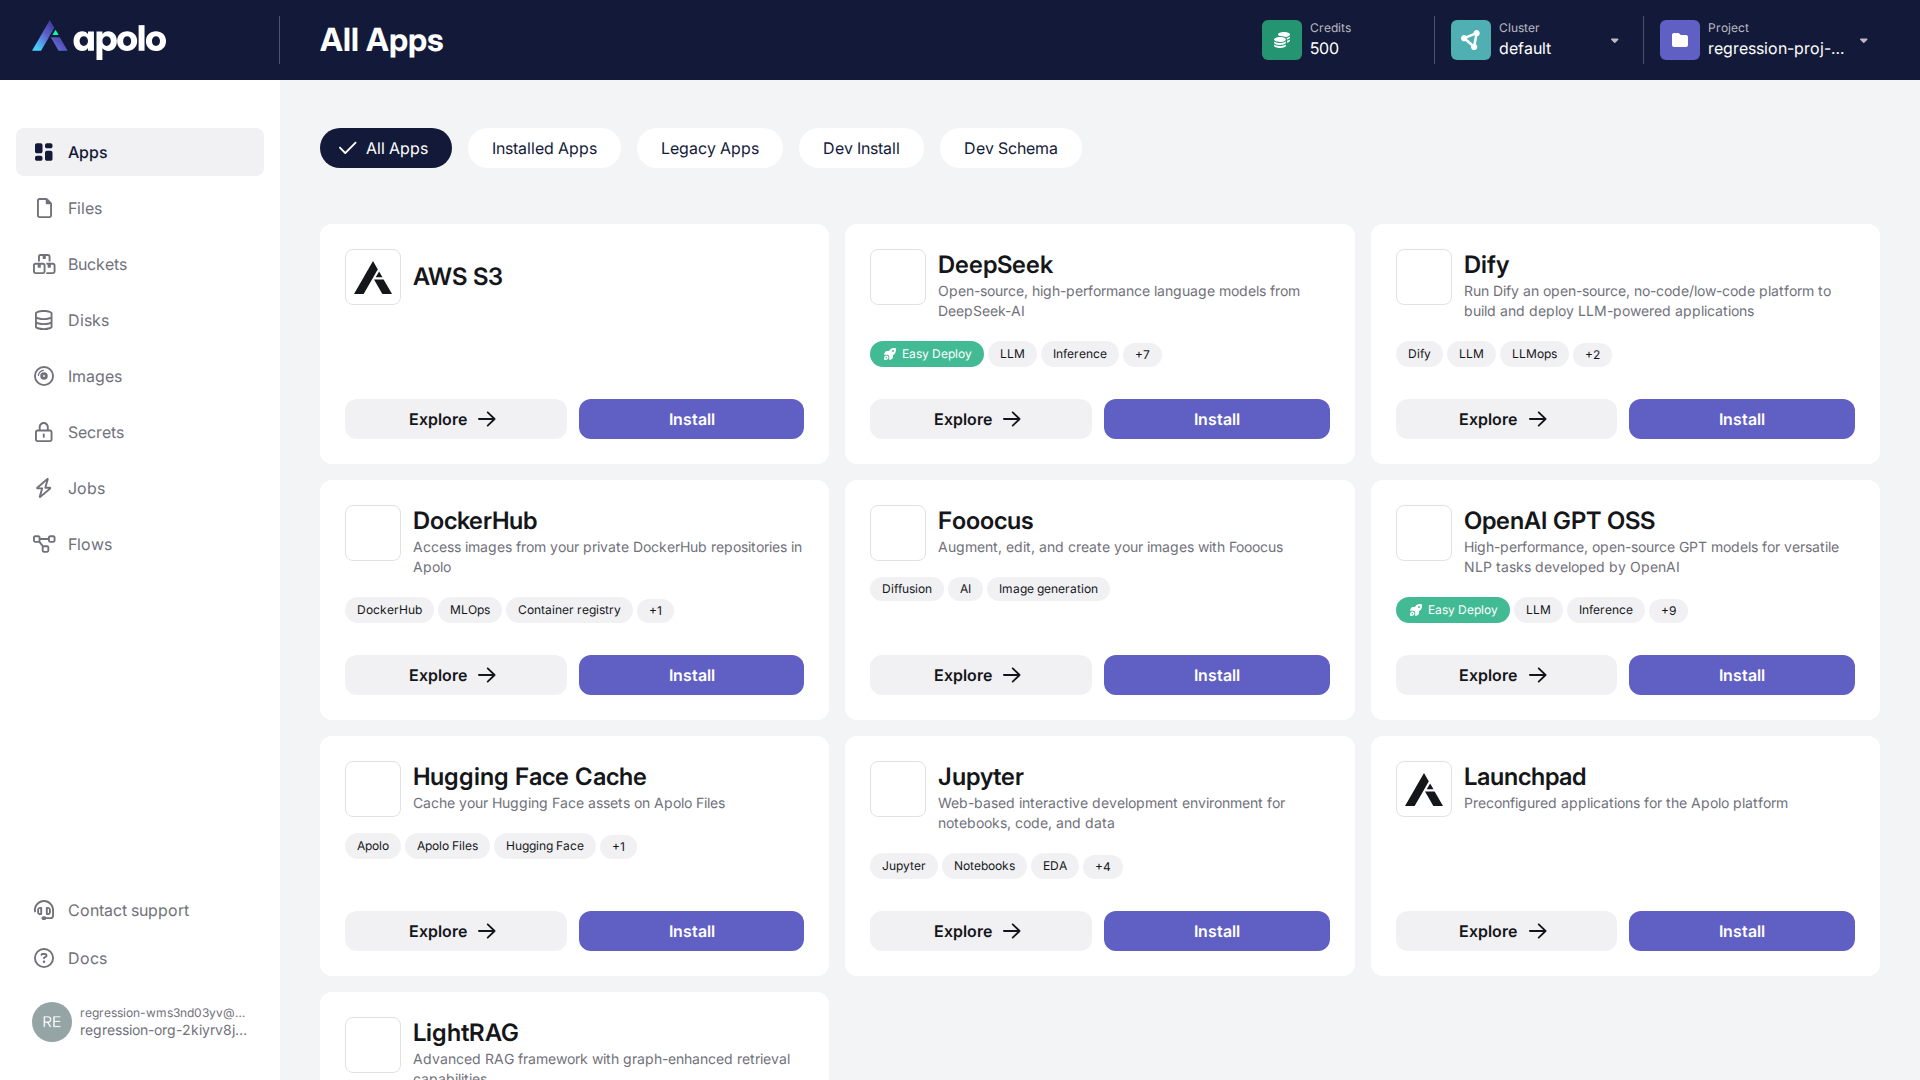 apolo
All Apps
Credits
500
Cluster
default
Project
regression-proj-...
Apps
Files
Buckets
Disks
Images
Secrets
Jobs
Flows
Contact support
Docs
RE
regression-wms3nd03yv@...
regression-org-2kiyrv8j...
All Apps
Installed Apps
Legacy Apps
Dev Install
Dev Schema
AWS S3
Explore
Install
DeepSeek
Open-source, high-performance language models from
DeepSeek-AI
Easy Deploy
LLM
Inference
+7
Explore
Install
Dify
Run Dify an open-source, no-code/low-code platform to
build and deploy LLM-powered applications
Dify
LLM
LLMops
+2
Explore
Install
DockerHub
Access images from your private DockerHub repositories in
Apolo
DockerHub
MLOps
Container registry
+1
Explore
Install
Fooocus
Augment, edit, and create your images with Fooocus
Diffusion
AI
Image generation
Explore
Install
OpenAI GPT OSS
High-performance, open-source GPT models for versatile
NLP tasks developed by OpenAI
Easy Deploy
LLM
Inference
+9
Explore
Install
Hugging Face Cache
Cache your Hugging Face assets on Apolo Files
Apolo
Apolo Files
Hugging Face
+1
Explore
Install
Jupyter
Web-based interactive development environment for
notebooks, code, and data
Jupyter
Notebooks
EDA
+4
Explore
Install
Launchpad
Preconfigured applications for the Apolo platform
Explore
Install
LightRAG
Advanced RAG framework with graph-enhanced retrieval
capabilities